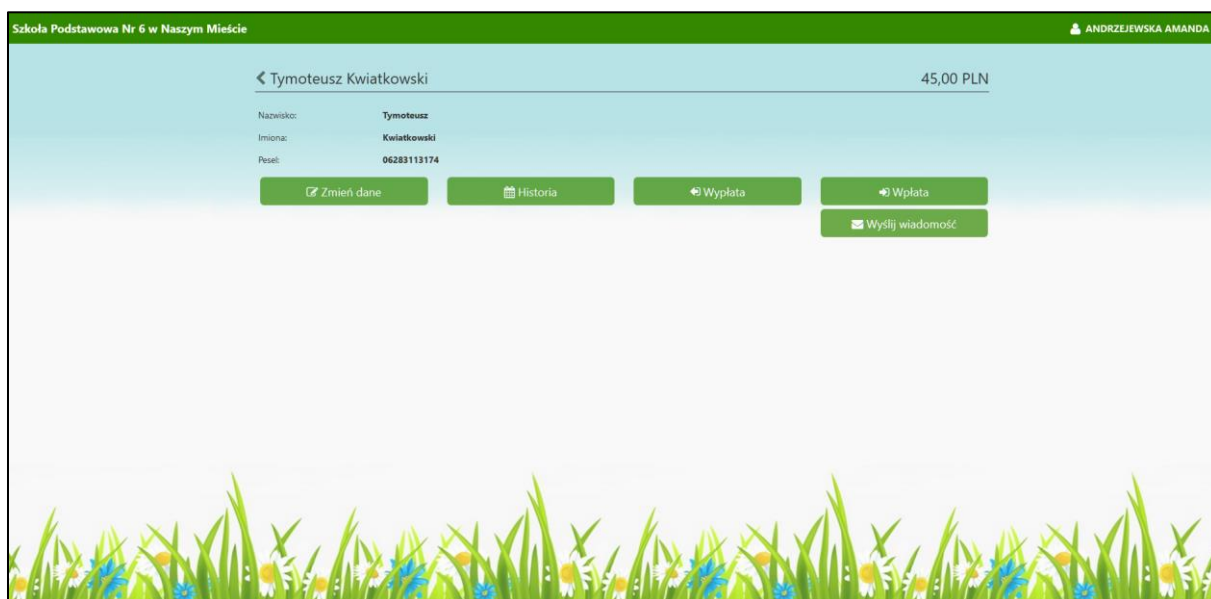 Szkoła Podstawowa Nr 6 w Naszym Mieście ANDRZEJEWSKA AMANDA
Tymoteusz Kwiatkowski 45,00 PLN
Nazwisko: Tymoteusz
Imiona: Kwiatkowski
Pesel: 06283113174
Zmień dane Historia Wypłata Wpłata
Wyślij wiadomość